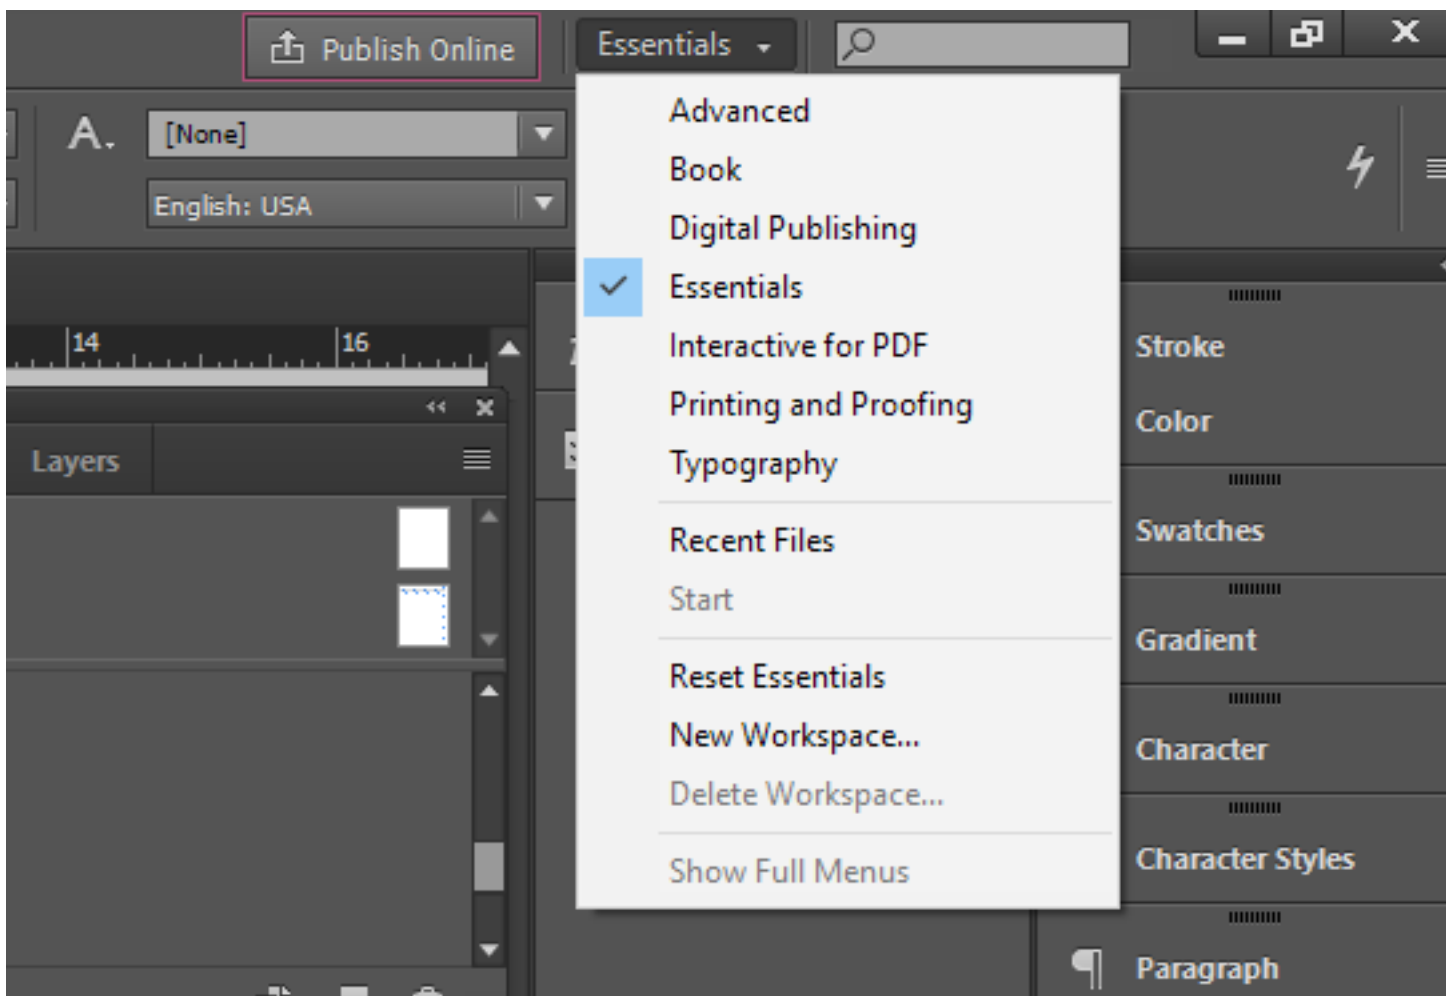 Publish Online
Essentials
[None]
English: USA
A.
14
16
Layers
Advanced
Book
Digital Publishing
Essentials
Interactive for PDF
Printing and Proofing
Typography
Recent Files
Start
Reset Essentials
New Workspace...
Delete Workspace...
Show Full Menus
Stroke
Color
Swatches
Gradient
Character
Character Styles
Paragraph